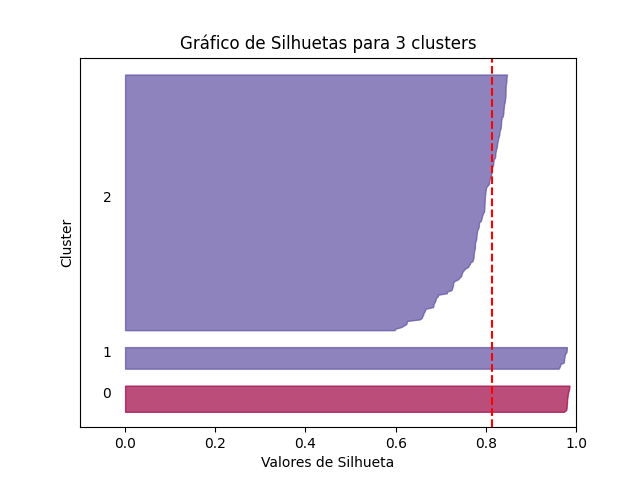 Gráfico de Silhuetas para 3 clusters
Cluster
2
1
0
0.0 0.2 0.4 0.6 0.8 1.0
Valores de Silhueta